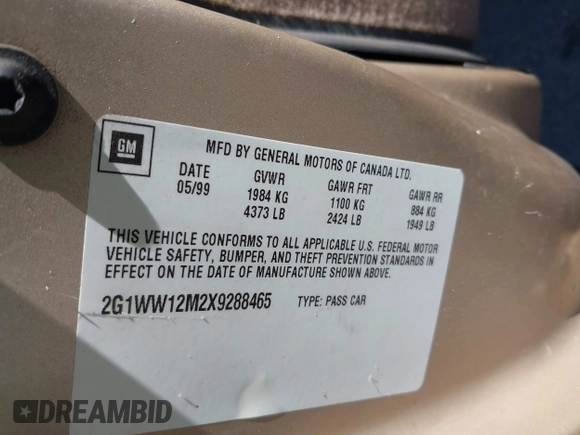 GM
MFD BY GENERAL MOTORS OF CANADA LTD.
DATE GVWR GAWR FRT GAWR RR
05/99 1984 KG 1100 KG 884 KG
4373 LB 2424 LB 1949 LB
THIS VEHICLE CONFORMS TO ALL APPLICABLE U.S. FEDERAL MOTOR
VEHICLE SAFETY, BUMPER, AND THEFT PREVENTION STANDARDS IN
EFFECT ON THE DATE OF MANUFACTURE SHOWN ABOVE.
2G1WW12M2X9288465 TYPE: PASS CAR
DREAMBID